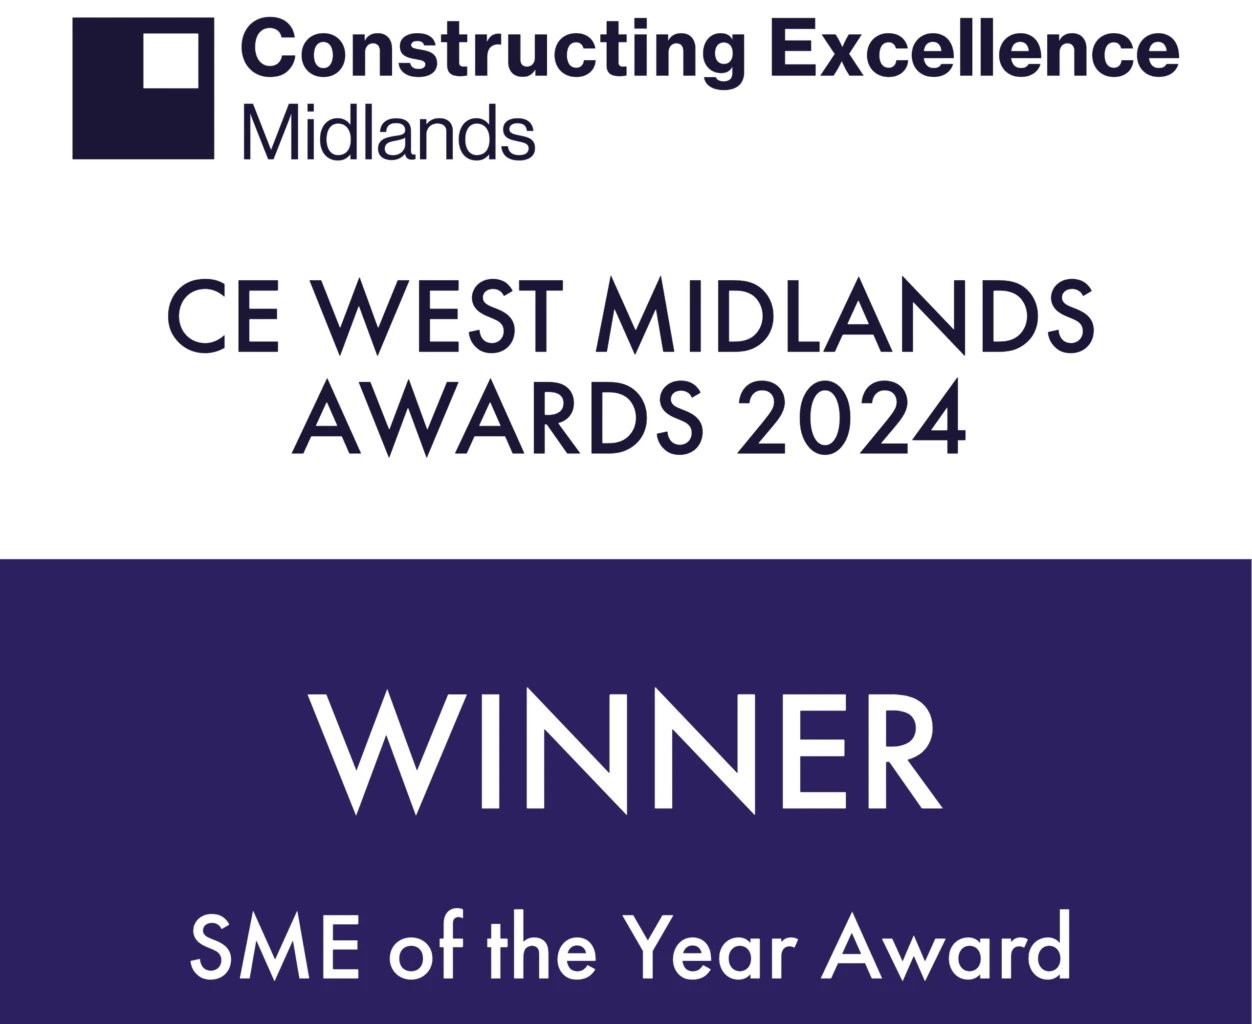 Constructing Excellence
Midlands
CE WEST MIDLANDS
AWARDS 2024
WINNER
SME of the Year Award